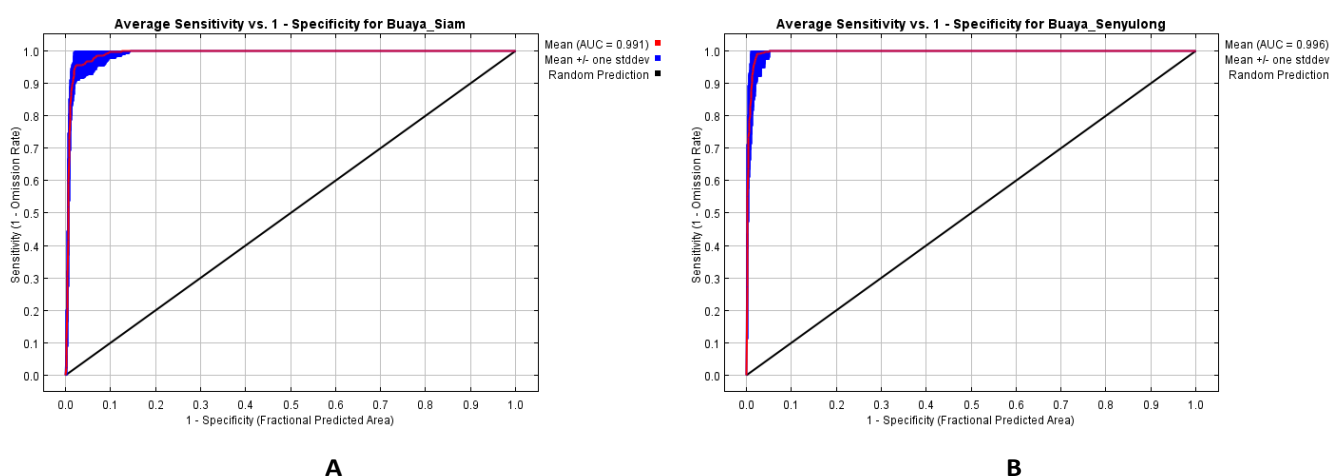 Average Sensitivity vs. 1 - Specificity for Buaya_Siam
Mean (AUC = 0.991)
Mean +/- one stddev
Random Prediction
Sensitivity (1 - Omission Rate)
1.0
0.9
0.8
0.7
0.6
0.5
0.4
0.3
0.2
0.1
0.0
0.0 0.1 0.2 0.3 0.4 0.5 0.6 0.7 0.8 0.9 1.0
1 - Specificity (Fractional Predicted Area)
A
Average Sensitivity vs. 1 - Specificity for Buaya_Senyulong
Mean (AUC = 0.996)
Mean +/- one stddev
Random Prediction
Sensitivity (1 - Omission Rate)
1.0
0.9
0.8
0.7
0.6
0.5
0.4
0.3
0.2
0.1
0.0
0.0 0.1 0.2 0.3 0.4 0.5 0.6 0.7 0.8 0.9 1.0
1 - Specificity (Fractional Predicted Area)
B